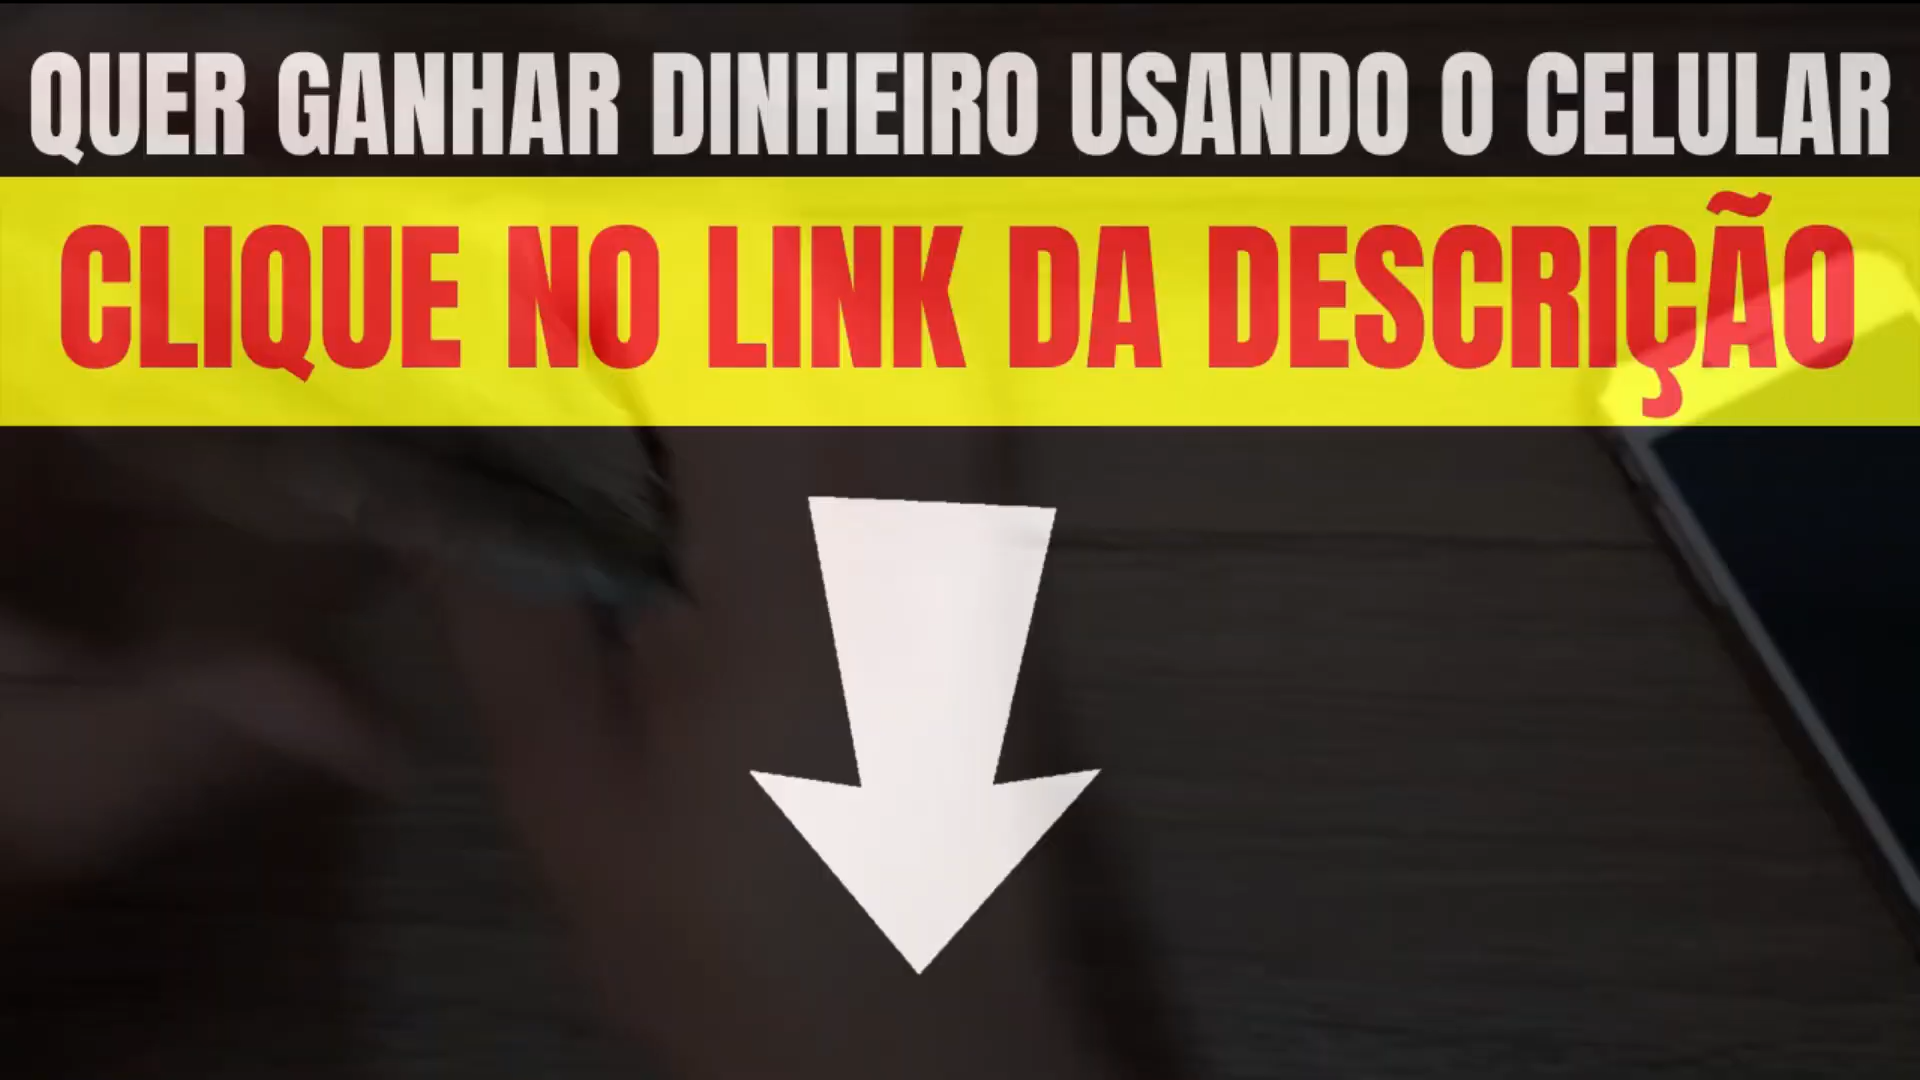 QUER GANHAR DINHEIRO USANDO O CELULAR
CLIQUE NO LINK DA DESCRIÇÃO